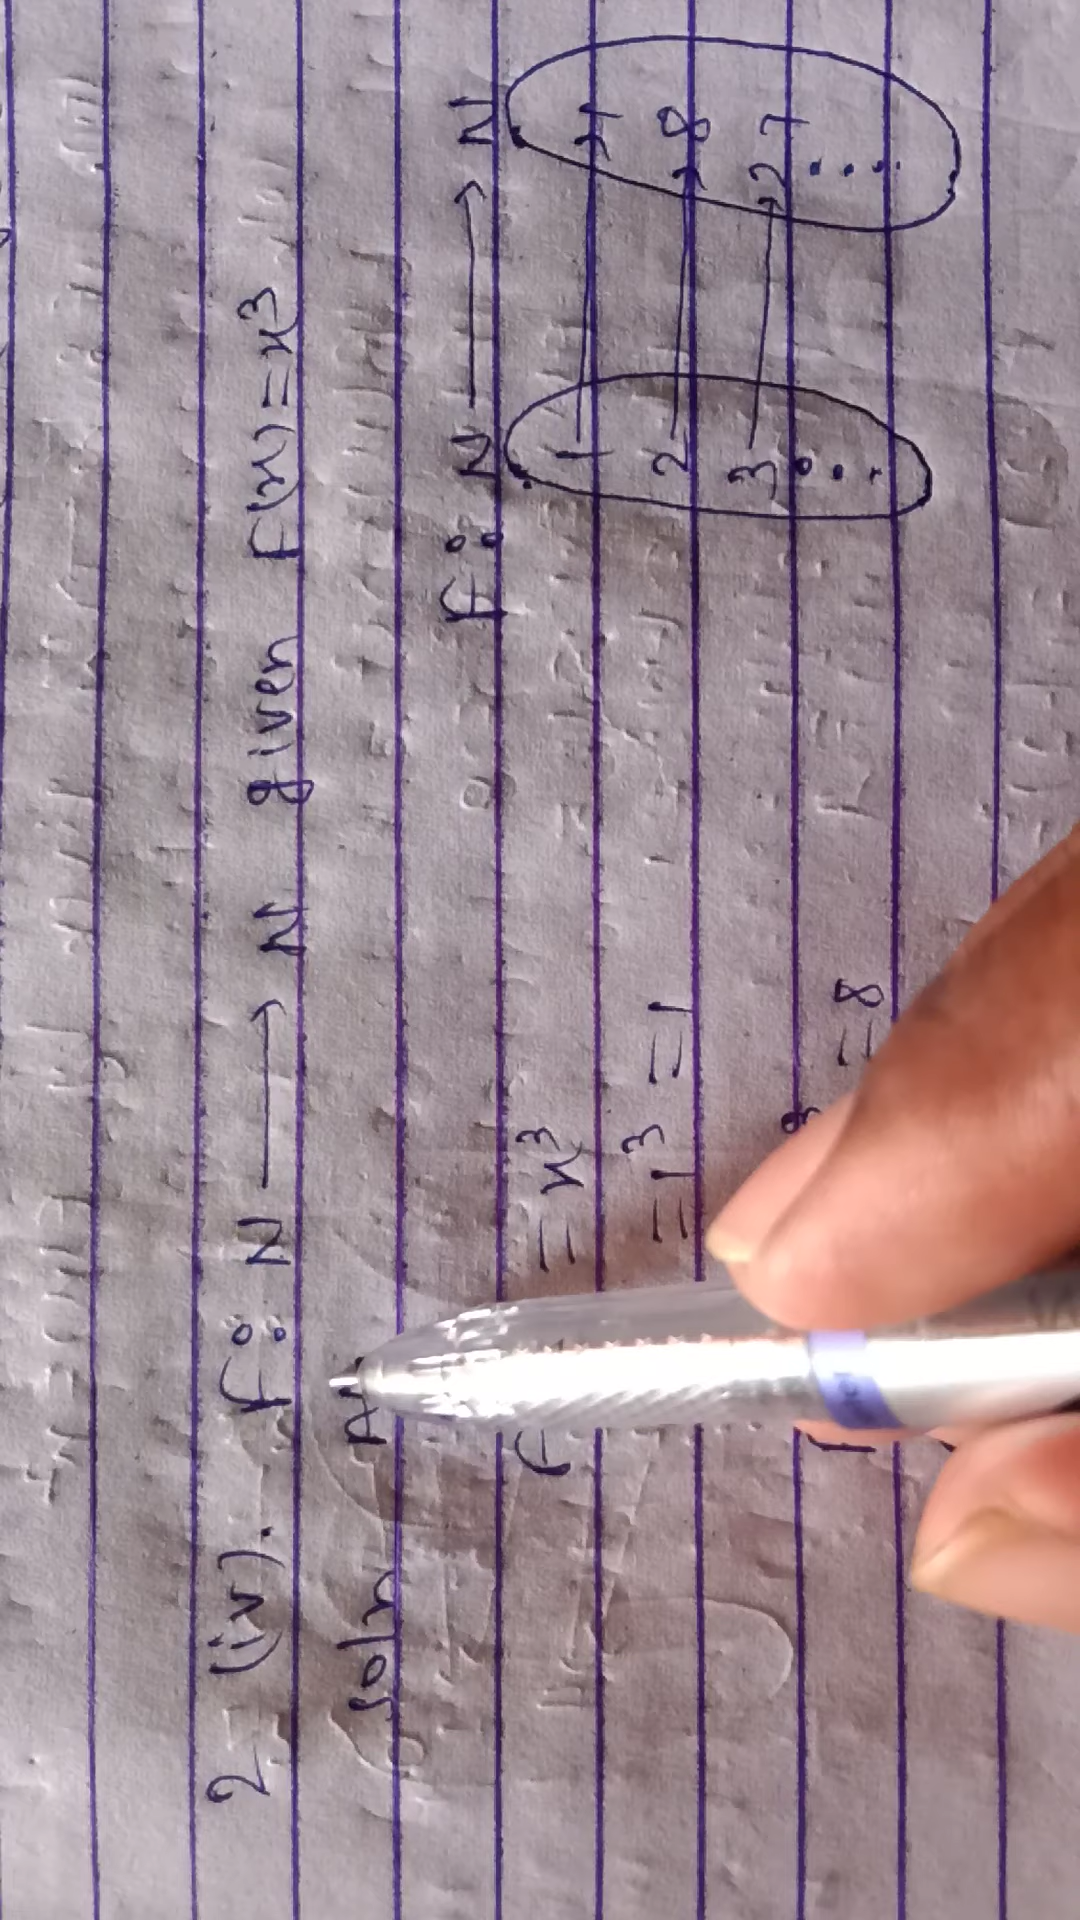 2 (iv). f: N ⟶ N given f(x)=x³
soln
f: N ⟶ N
f = x³
1 1
= 1³ = 1
2 8
3 27
= 8